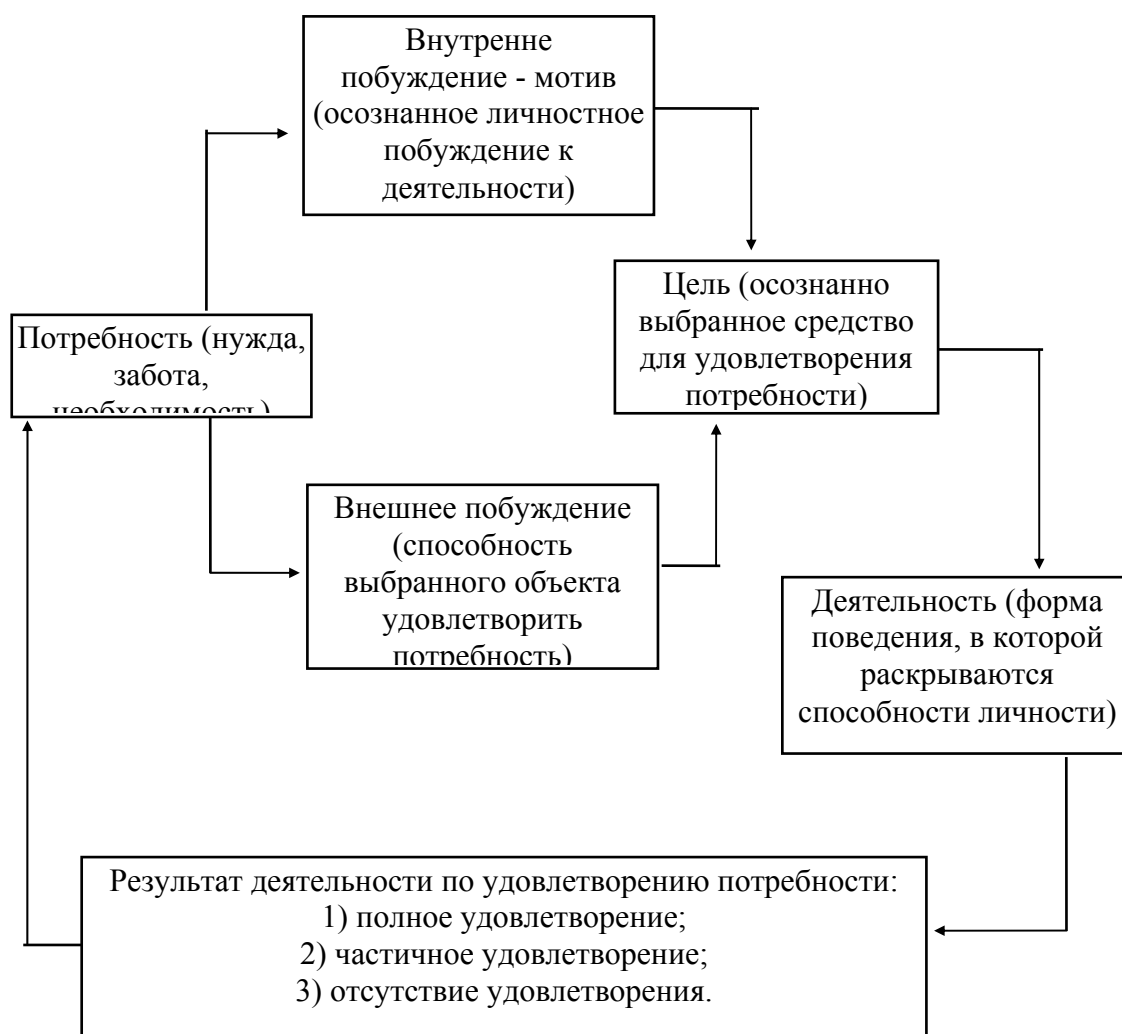 Внутренне
побуждение - мотив
(осознанное личностное
побуждение к
деятельности)
Цель (осознанно
выбранное средство
для удовлетворения
потребности)
Потребность (нужда,
забота,
необходимость)
Внешнее побуждение
(способность
выбранного объекта
удовлетворить
потребность)
Деятельность (форма
поведения, в которой
раскрываются
способности личности)
Результат деятельности по удовлетворению потребности:
1) полное удовлетворение;
2) частичное удовлетворение;
3) отсутствие удовлетворения.